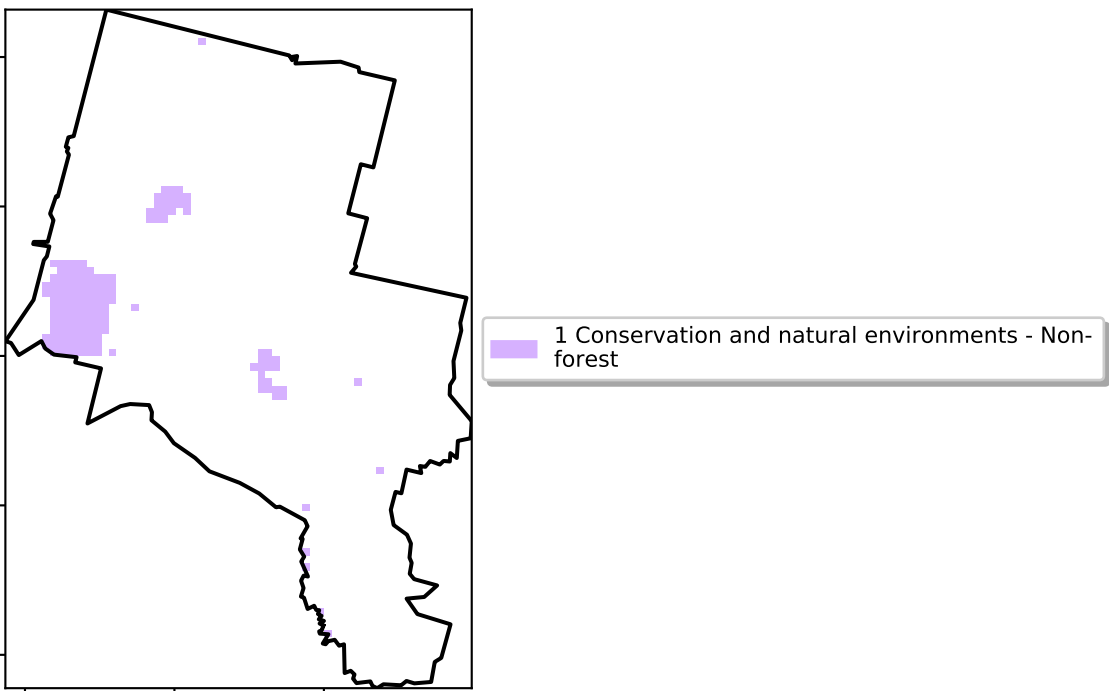 1 Conservation and natural environments - Non-
forest